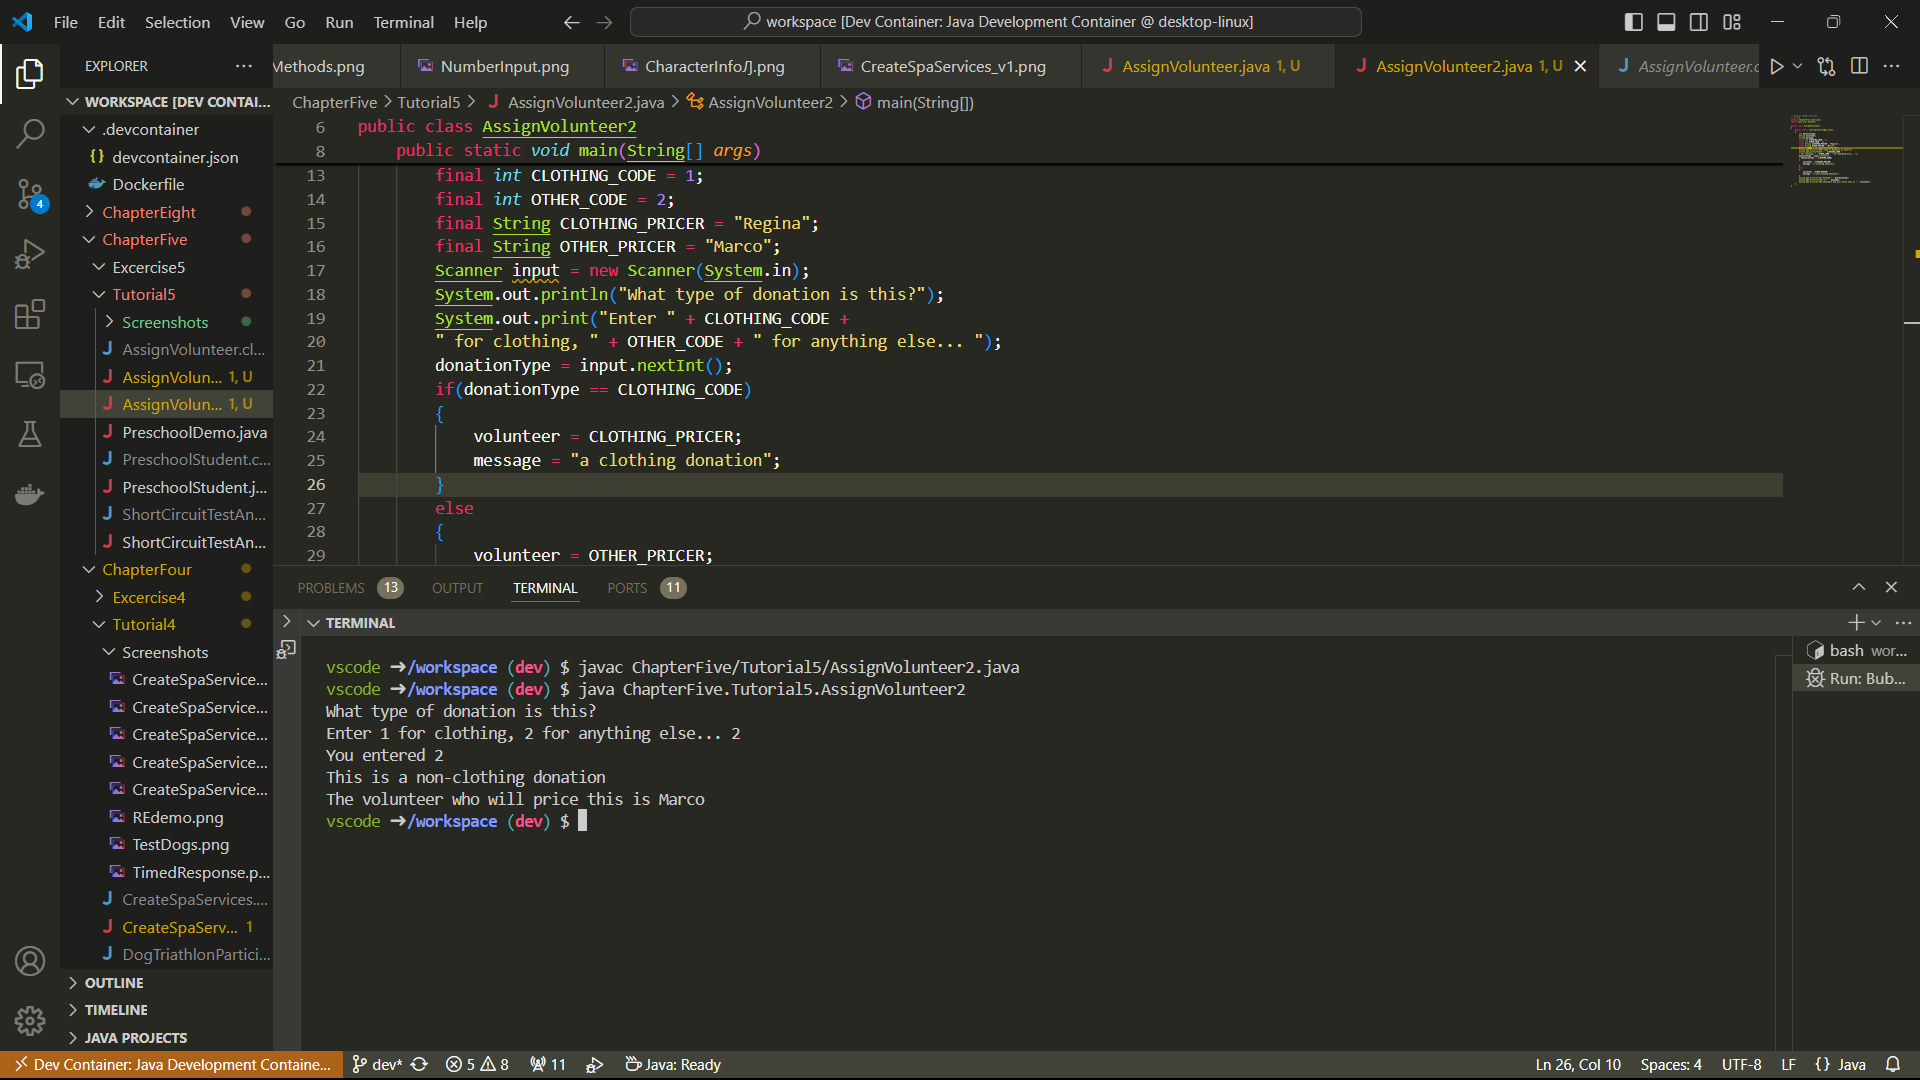 File Edit Selection View Go Run Terminal Help
workspace [Dev Container: Java Development Container @ desktop-linux]
EXPLORER
Methods.png
NumberInput.png
CreateSpaServices_v1.png
AssignVolunteer.java 1, U
AssignVolunteer2.java 1, U
AssignVolunteer.c
WORKSPACE [DEV CONTAI...
.devcontainer
devcontainer.json
Dockerfile
ChapterEight
ChapterFive
Excercise5
Tutorial5
Screenshots
AssignVolunteer.cl...
AssignVolun... 1, U
AssignVolun... 1, U
PreschoolDemo.java
PreschoolStudent.c...
PreschoolStudent.j...
ShortCircuitTestAn...
ShortCircuitTestAn...
ChapterFour
Excercise4
Tutorial4
Screenshots
CreateSpaService...
CreateSpaService...
CreateSpaService...
CreateSpaService...
CreateSpaService...
REdemo.png
TestDogs.png
TimedResponse.p...
CreateSpaServices....
CreateSpaServ... 1
DogTriathlonPartici...
OUTLINE
TIMELINE
JAVA PROJECTS
4
ChapterFive > Tutorial5 > AssignVolunteer2.java > AssignVolunteer2 > main(String[])
6 public class AssignVolunteer2
8 public static void main(String[] args)
13 final int CLOTHING_CODE = 1;
14 final int OTHER_CODE = 2;
15 final String CLOTHING_PRICER = "Regina";
16 final String OTHER_PRICER = "Marco";
17 Scanner input = new Scanner(System.in);
18 System.out.println("What type of donation is this?");
19 System.out.print("Enter " + CLOTHING_CODE +
20 " for clothing, " + OTHER_CODE + " for anything else... ");
21 donationType = input.nextInt();
22 if(donationType == CLOTHING_CODE)
23 {
24 volunteer = CLOTHING_PRICER;
25 message = "a clothing donation";
26 }
27 else
28 {
29 volunteer = OTHER_PRICER;
PROBLEMS 13 OUTPUT TERMINAL PORTS 11
TERMINAL
vscode ➜/workspace (dev) $ javac ChapterFive/Tutorial5/AssignVolunteer2.java
vscode ➜/workspace (dev) $ java ChapterFive.Tutorial5.AssignVolunteer2
What type of donation is this?
Enter 1 for clothing, 2 for anything else... 2
You entered 2
This is a non-clothing donation
The volunteer who will price this is Marco
vscode ➜/workspace (dev) $
bash wor...
Run: Bub...
Dev Container: Java Development Containe... dev* 5 8 11 Java: Ready
Ln 26, Col 10 Spaces: 4 UTF-8 LF {} Java